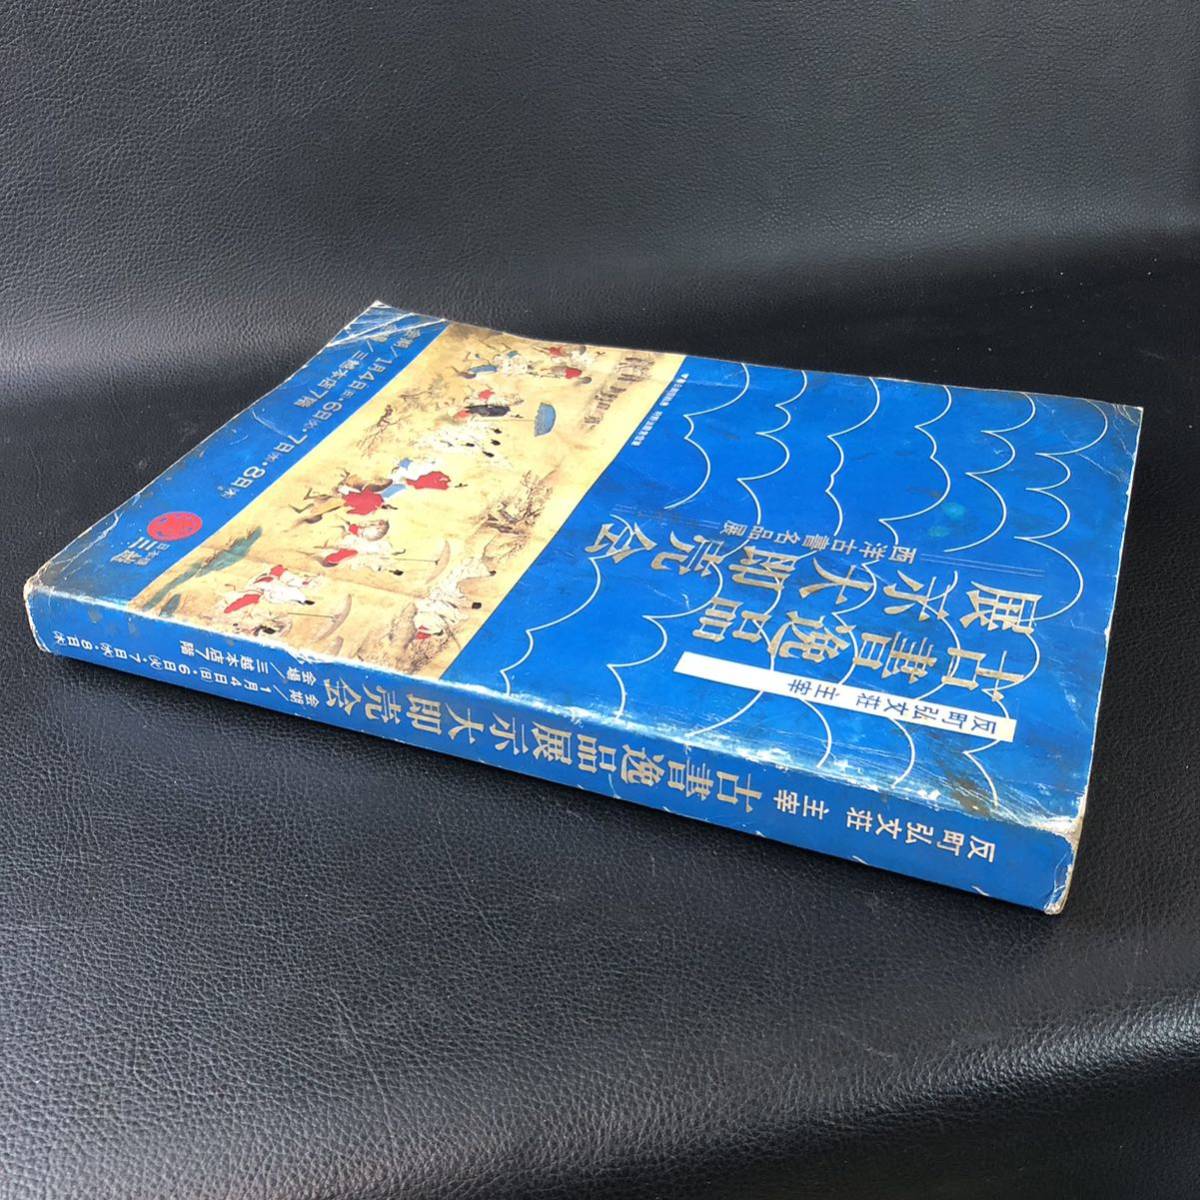 反町弘文荘 主宰
古書逸品
展示大即売会
西洋古書名品展
会期/1月4日㈰・6日㈫・7日㈬・8日㈭
三越本店7階
日本橋
三越
反町弘文荘 主宰 古書逸品展示大即売会
会期/1月4日(日)・6日(火)・7日(水)・8日(木)
会場/三越本店7階